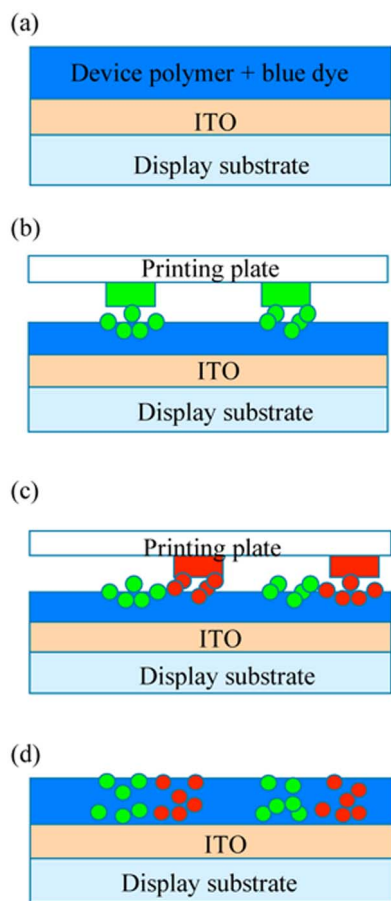 (a)
Device polymer + blue dye
ITO
Display substrate
(b)
Printing plate
ITO
Display substrate
(c)
Printing plate
ITO
Display substrate
(d)
ITO
Display substrate